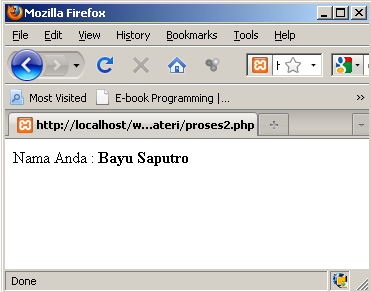 Mozilla Firefox
File Edit View History Bookmarks Tools Help
Most Visited E-book Programming |...
http://localhost/w...ateri/proses2.php
Nama Anda : Bayu Saputro
Done